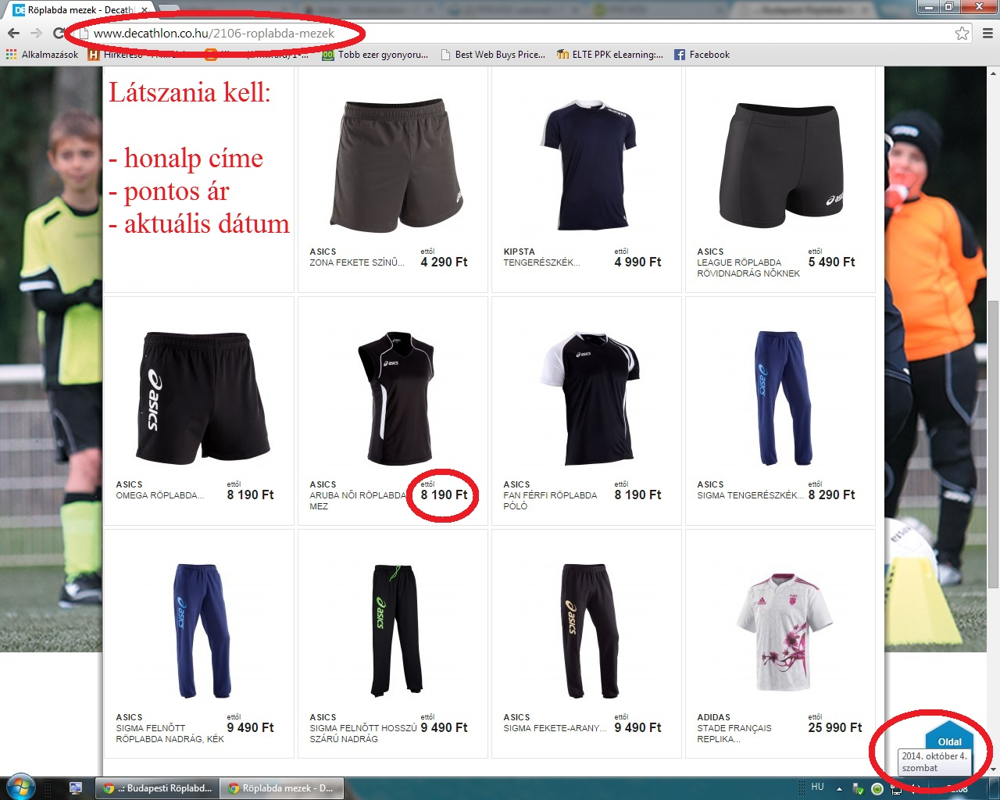 Röplabda mezek - Decathl
www.decathlon.co.hu/2106-roplabda-mezek
Alkalmazások
Több ezer gyonyoru...
Best Web Buys Price...
ELTE PPK eLearning:...
Facebook
Látszania kell:
- honalp címe
- pontos ár
- aktuális dátum
ASICS
ZONA FEKETE SZÍNŰ...
ettől
4 290 Ft
KIPSTA
TENGERÉSZKÉK...
ettől
4 990 Ft
ASICS
LEAGUE RÖPLABDA
RÖVIDNADRÁG NŐKNEK
ettől
5 490 Ft
ASICS
OMEGA RÖPLABDA...
ettől
8 190 Ft
ASICS
ARUBA NŐI RÖPLABDA
MEZ
ettől
8 190 Ft
ASICS
FAN FÉRFI RÖPLABDA
PÓLÓ
ettől
8 190 Ft
ASICS
SIGMA TENGERÉSZKÉK...
ettől
8 290 Ft
ASICS
SIGMA FELNŐTT
RÖPLABDA NADRÁG, KÉK
ettől
9 490 Ft
ASICS
SIGMA FELNŐTT HOSSZÚ
SZÁRÚ NADRÁG
ettől
9 490 Ft
ASICS
SIGMA FEKETE-ARANY...
ettől
9 490 Ft
ADIDAS
STADE FRANÇAIS
REPLIKA...
ettől
25 990 Ft
Oldal
2014. október 4.
szombat
..: Budapesti Röplabd...
Röplabda mezek - D...
HU